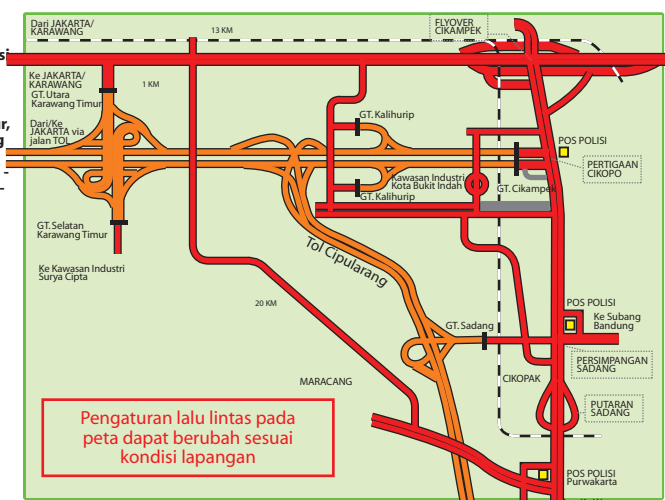 Dari JAKARTA/
KARAWANG
13 KM
FLYOVER
CIKAMPEK
si
Ke JAKARTA/
KARAWANG
GT.Utara
Karawang Timur
1 KM
Dari/Ke
JAKARTA via
jalan TOL
r,
g
-
–
GT. Kalihurip
POS POLISI
PERTIGAAN
CIKOPO
Kawasan Industri
Kota Bukit Indah
GT. Cikampek
GT. Kalihurip
GT. Selatan
Karawang Timur
Tol Cipularang
Ke Kawasan Industri
Surya Cipta
20 KM
POS POLISI
Ke Subang
Bandung
GT. Sadang
PERSIMPANGAN
SADANG
MARACANG
CIKOPAK
PUTARAN
SADANG
Pengaturan lalu lintas pada
peta dapat berubah sesuai
kondisi lapangan
POS POLISI
Purwakarta